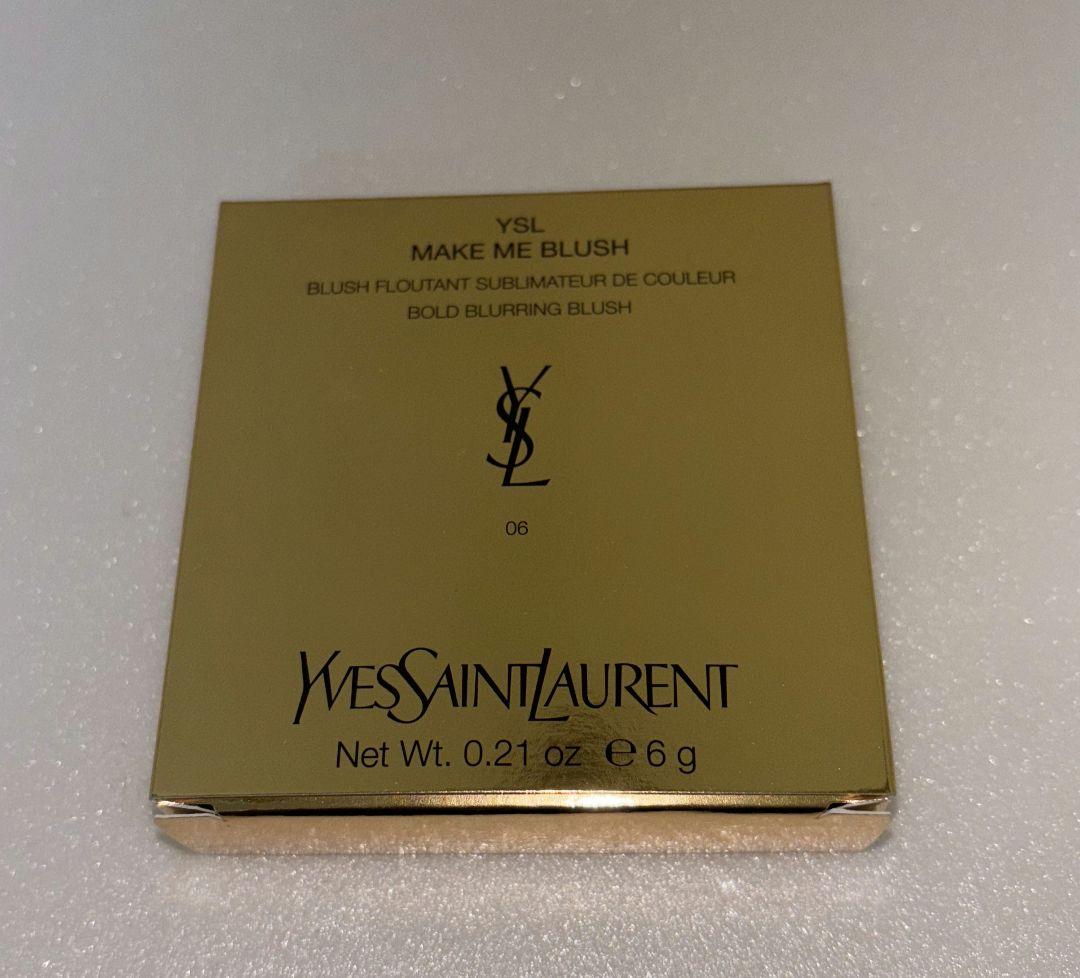 YSL
MAKE ME BLUSH
BLUSH FLOUTANT SUBLIMATEUR DE COULEUR
BOLD BLURRING BLUSH
YSL
06
YVESSAINTLAURENT
Net Wt. 0.21 oz ℮ 6 g